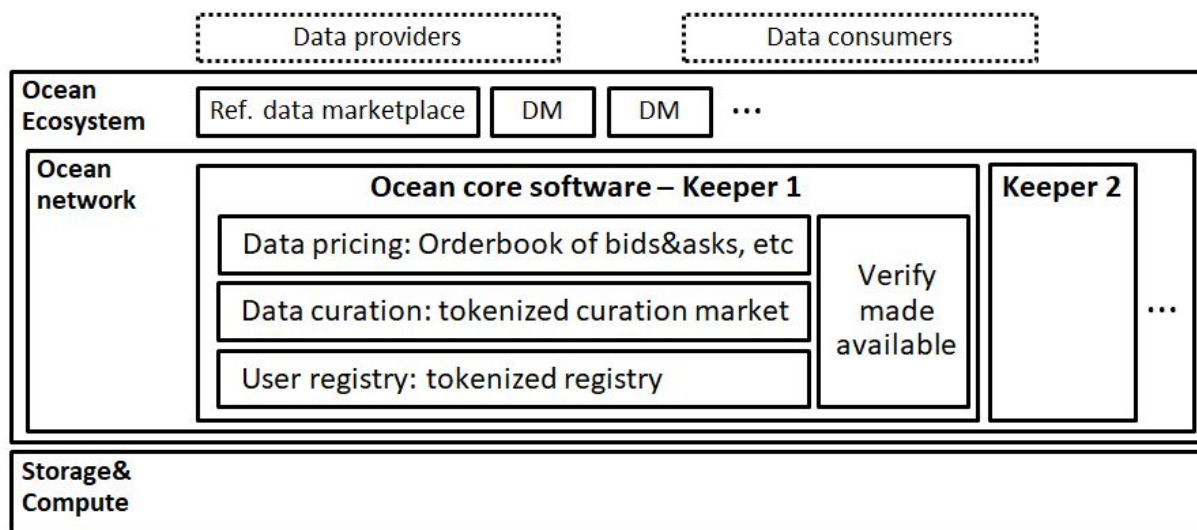 Data providers
Data consumers
Ocean
Ecosystem
Ref. data marketplace
DM
DM
...
Ocean
network
Ocean core software – Keeper 1
Keeper 2
Data pricing: Orderbook of bids&asks, etc
Data curation: tokenized curation market
User registry: tokenized registry
Verify
made
available
...
Storage&
Compute